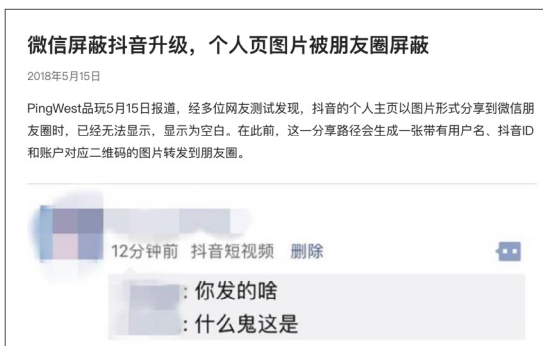 微信屏蔽抖音升级，个人页图片被朋友圈屏蔽
2018年5月15日
PingWest品玩5月15日报道，经多位网友测试发现，抖音的个人主页以图片形式分享到微信朋
友圈时，已经无法显示，显示为空白。在此前，这一分享路径会生成一张带有用户名、抖音ID
和账户对应二维码的图片转发到朋友圈。
12分钟前 抖音短视频 删除
: 你发的啥
: 什么鬼这是